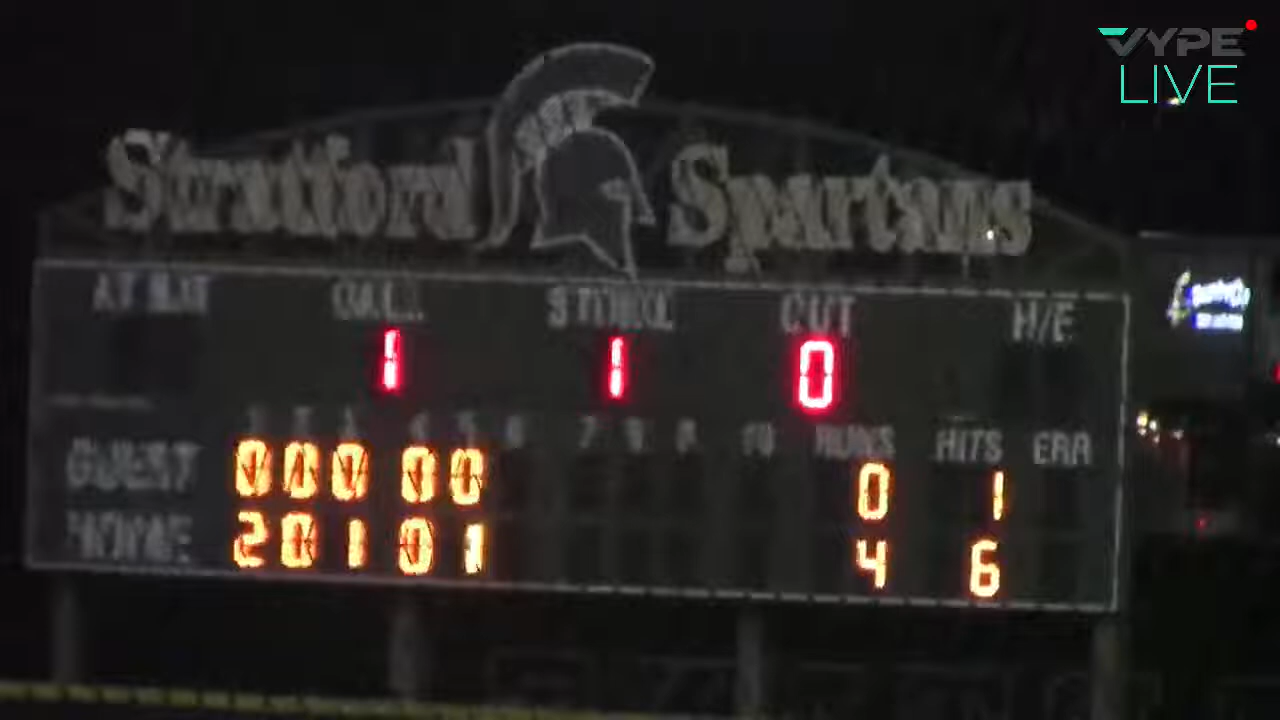 VYPE
LIVE
Stratford Spartans
AT BAT BALL STRIKE OUT H/E
1 1 0
1 2 3 4 5 6 7 8 9 10 RUNS HITS ERR
GUEST 0 0 0 0 0 0 1
HOME 2 0 1 0 1 4 6